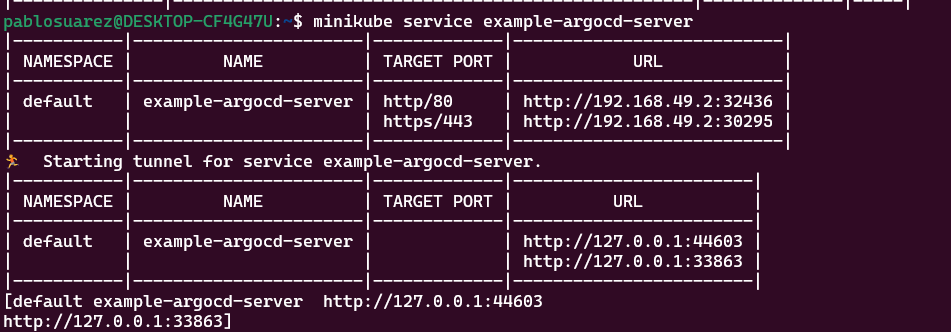 |-----------|-----------------------|-------------|---------------------------|
pablosuarez@DESKTOP-CF4G47U:~$ minikube service example-argocd-server
|-----------|-----------------------|-------------|---------------------------|
| NAMESPACE |         NAME          | TARGET PORT |            URL            |
|-----------|-----------------------|-------------|---------------------------|
| default   | example-argocd-server | http/80     | http://192.168.49.2:32436 |
|           |                       | https/443   | http://192.168.49.2:30295 |
|-----------|-----------------------|-------------|---------------------------|
🏃  Starting tunnel for service example-argocd-server.
|-----------|-----------------------|-------------|------------------------|
| NAMESPACE |         NAME          | TARGET PORT |          URL           |
|-----------|-----------------------|-------------|------------------------|
| default   | example-argocd-server |             | http://127.0.0.1:44603 |
|           |                       |             | http://127.0.0.1:33863 |
|-----------|-----------------------|-------------|------------------------|
[default example-argocd-server  http://127.0.0.1:44603
http://127.0.0.1:33863]